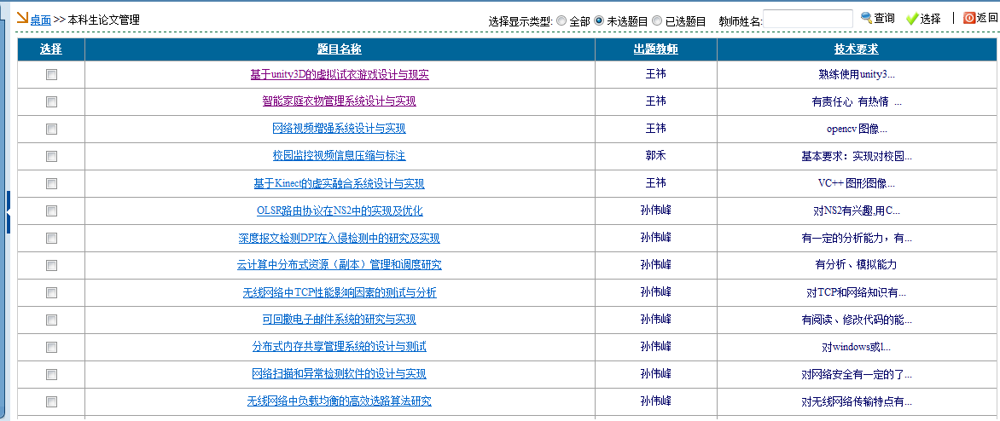 桌面 >> 本科生论文管理 选择显示类型: 全部 未选题目 已选题目 教师姓名: 查询 选择 | 返回
选择 题目名称 出题教师 技术要求
基于unity3D的虚拟试衣游戏设计与现实 王祎 熟练使用unity3...
智能家庭衣物管理系统设计与实现 王祎 有责任心 有热情 ...
网络视频增强系统设计与实现 王祎 opencv 图像...
校园监控视频信息压缩与标注 郭禾 基本要求：实现对校园...
基于Kinect的虚实融合系统设计与实现 王祎 VC++ 图形图像...
OLSR路由协议在NS2中的实现及优化 孙伟峰 对NS2有兴趣,用C...
深度报文检测DPI在入侵检测中的研究及实现 孙伟峰 有一定的分析能力，有...
云计算中分布式资源（副本）管理和调度研究 孙伟峰 有分析、模拟能力
无线网络中TCP性能影响因素的测试与分析 孙伟峰 对TCP和网络知识有...
可回撤电子邮件系统的研究与实现 孙伟峰 有阅读、修改代码的能...
分布式内存共享管理系统的设计与测试 孙伟峰 对windows或l...
网络扫描和异常检测软件的设计与实现 孙伟峰 对网络安全有一定的了...
无线网络中负载均衡的高效选路算法研究 孙伟峰 对无线网络传输特点有...